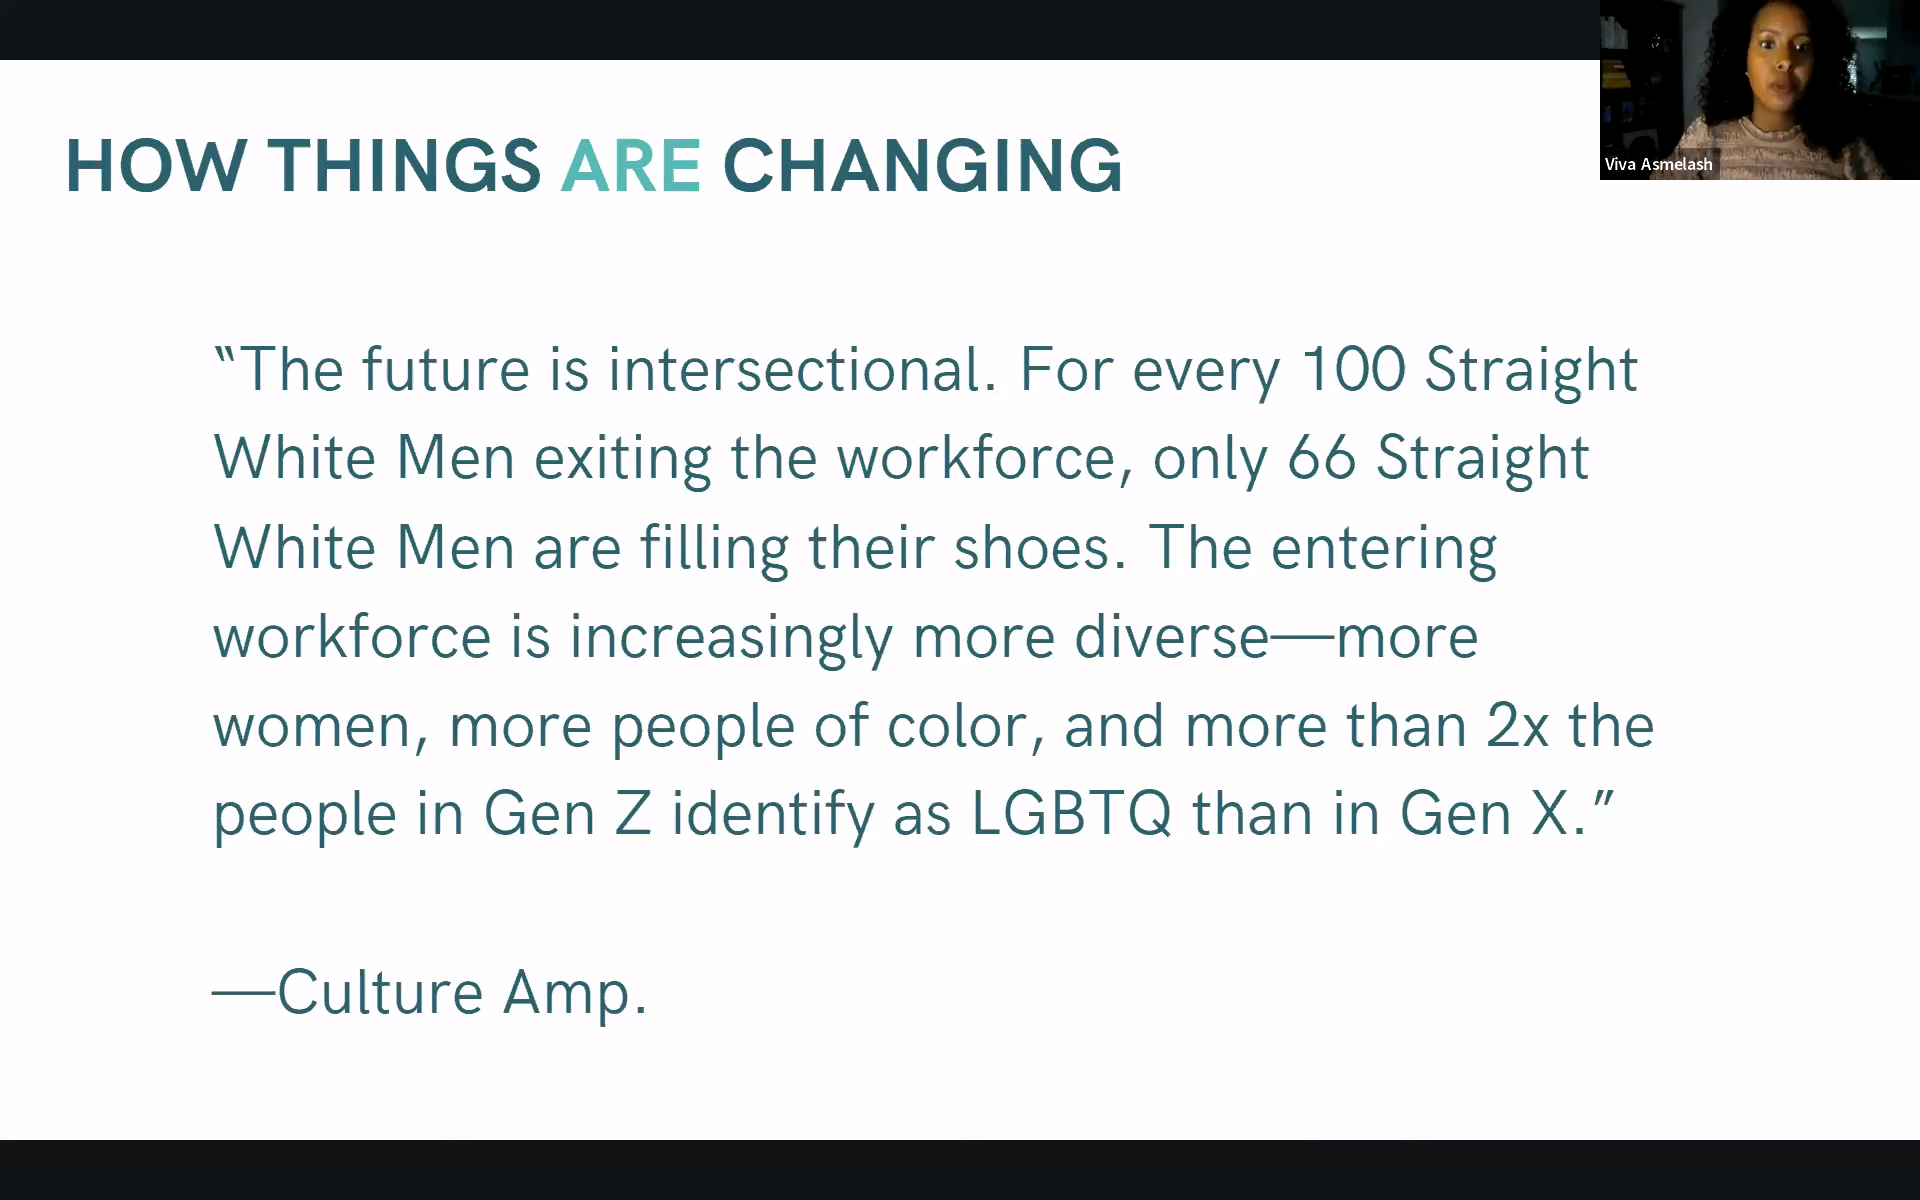 Viva Asmelash
HOW THINGS ARE CHANGING
“The future is intersectional. For every 100 Straight
White Men exiting the workforce, only 66 Straight
White Men are filling their shoes. The entering
workforce is increasingly more diverse—more
women, more people of color, and more than 2x the
people in Gen Z identify as LGBTQ than in Gen X.”
—Culture Amp.